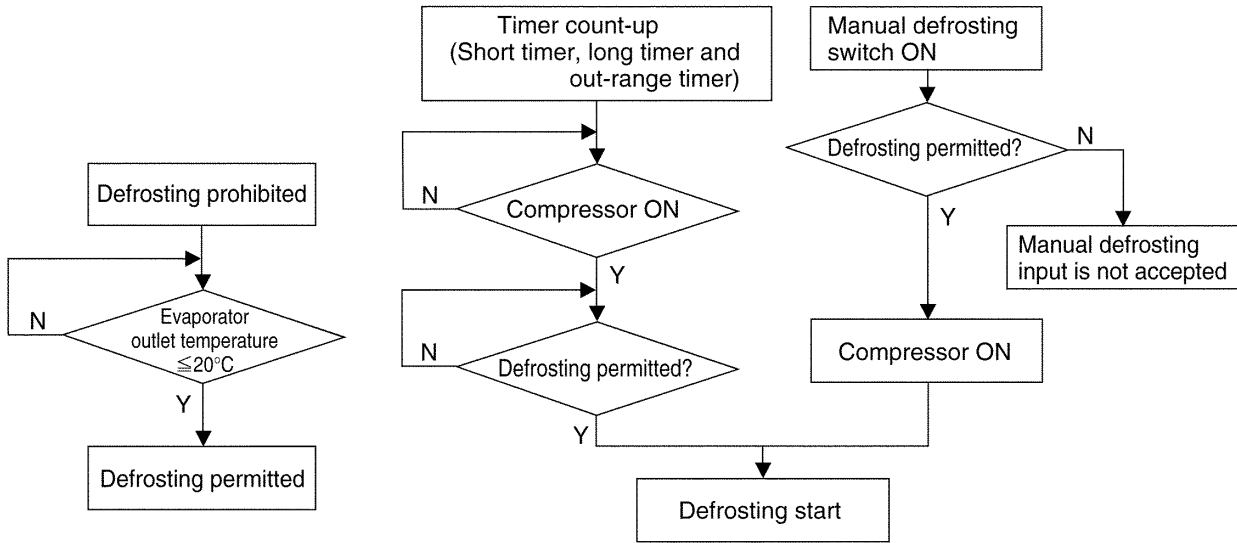 Defrosting prohibited
N
Evaporator
outlet temperature
≦20°C
Y
Defrosting permitted
Timer count-up
(Short timer, long timer and
out-range timer)
N
Compressor ON
Y
N
Defrosting permitted?
Y
Manual defrosting
switch ON
Defrosting permitted?
N
Y
Manual defrosting
input is not accepted
Compressor ON
Defrosting start